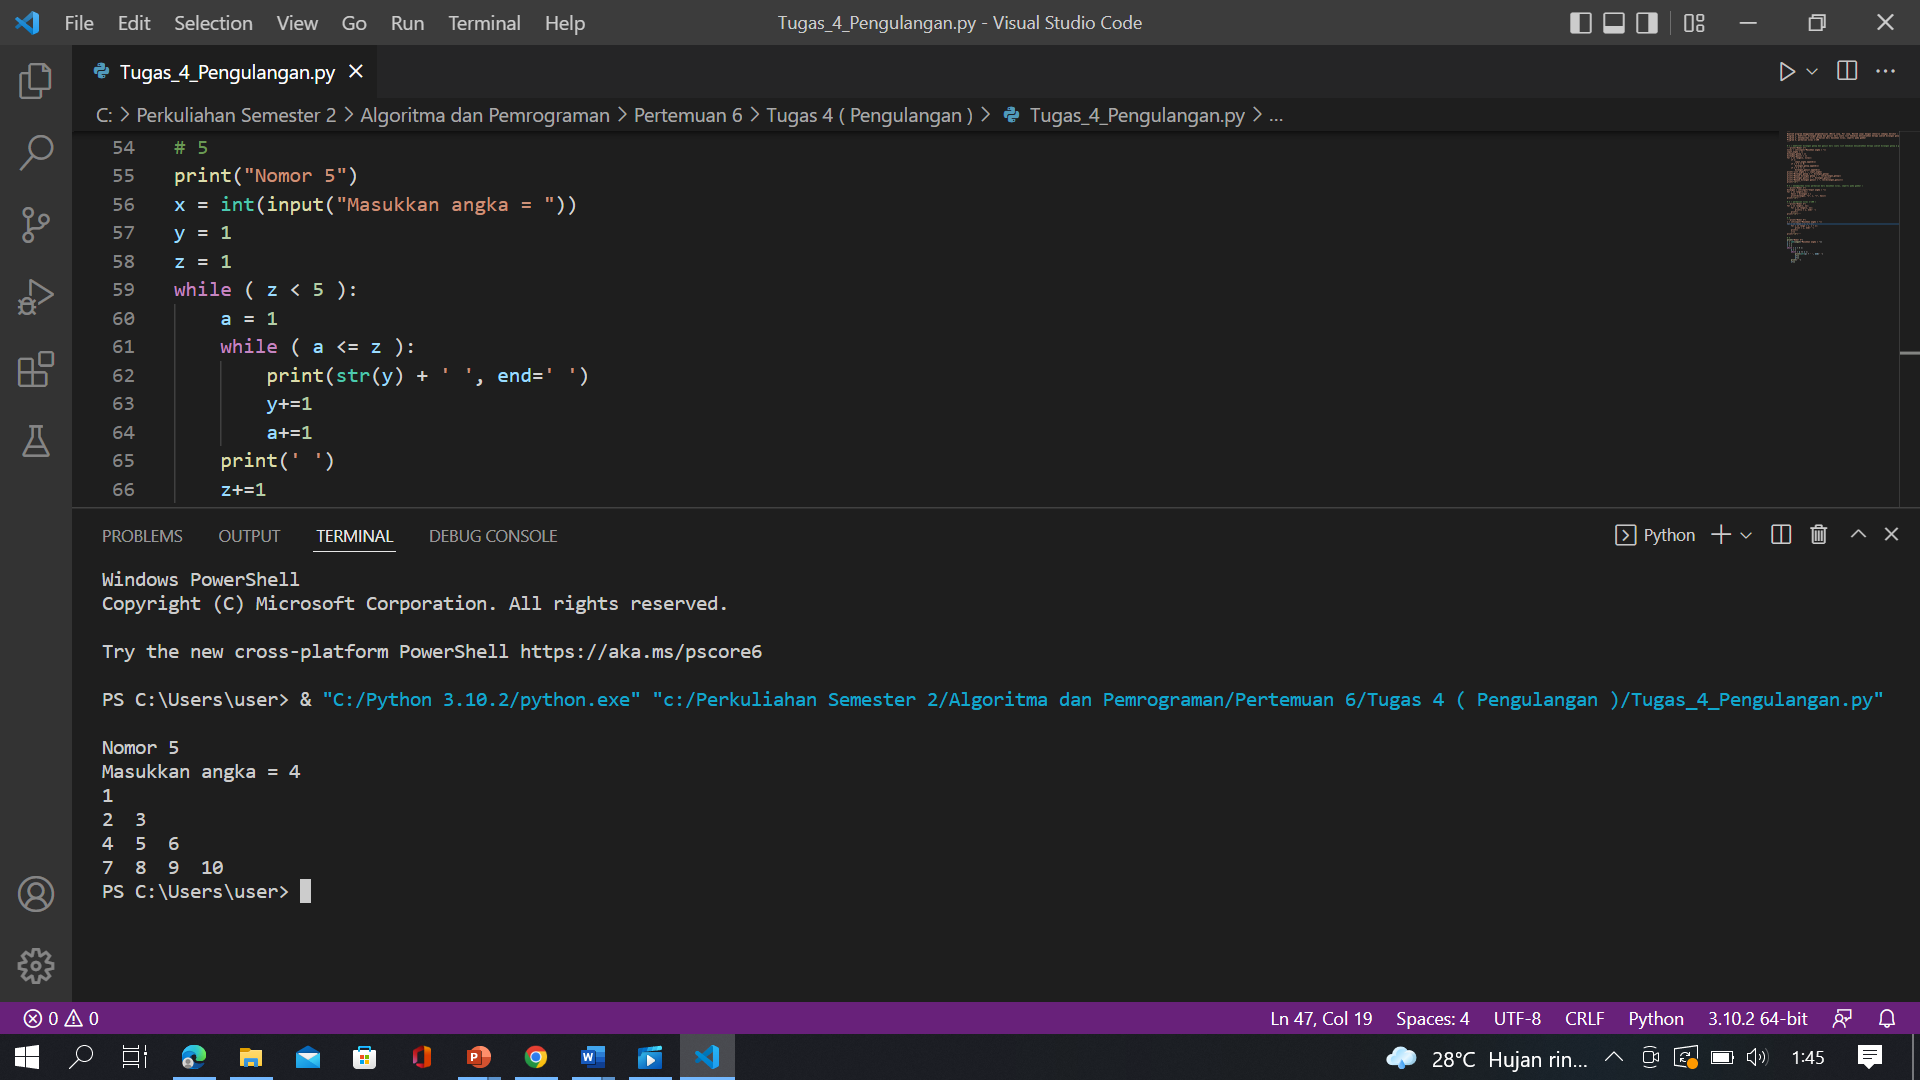 File Edit Selection View Go Run Terminal Help Tugas_4_Pengulangan.py - Visual Studio Code
Tugas_4_Pengulangan.py
C: > Perkuliahan Semester 2 > Algoritma dan Pemrograman > Pertemuan 6 > Tugas 4 ( Pengulangan ) > Tugas_4_Pengulangan.py > ...
54 # 5
55 print("Nomor 5")
56 x = int(input("Masukkan angka = "))
57 y = 1
58 z = 1
59 while ( z < 5 ):
60 a = 1
61 while ( a <= z ):
62 print(str(y) + ' ', end=' ')
63 y+=1
64 a+=1
65 print(' ')
66 z+=1
PROBLEMS OUTPUT TERMINAL DEBUG CONSOLE Python
Windows PowerShell
Copyright (C) Microsoft Corporation. All rights reserved.
Try the new cross-platform PowerShell https://aka.ms/pscore6
PS C:\Users\user> & "C:/Python 3.10.2/python.exe" "c:/Perkuliahan Semester 2/Algoritma dan Pemrograman/Pertemuan 6/Tugas 4 ( Pengulangan )/Tugas_4_Pengulangan.py"
Nomor 5
Masukkan angka = 4
1
2 3
4 5 6
7 8 9 10
PS C:\Users\user>
0 0 Ln 47, Col 19 Spaces: 4 UTF-8 CRLF Python 3.10.2 64-bit
28°C Hujan rin... 1:45